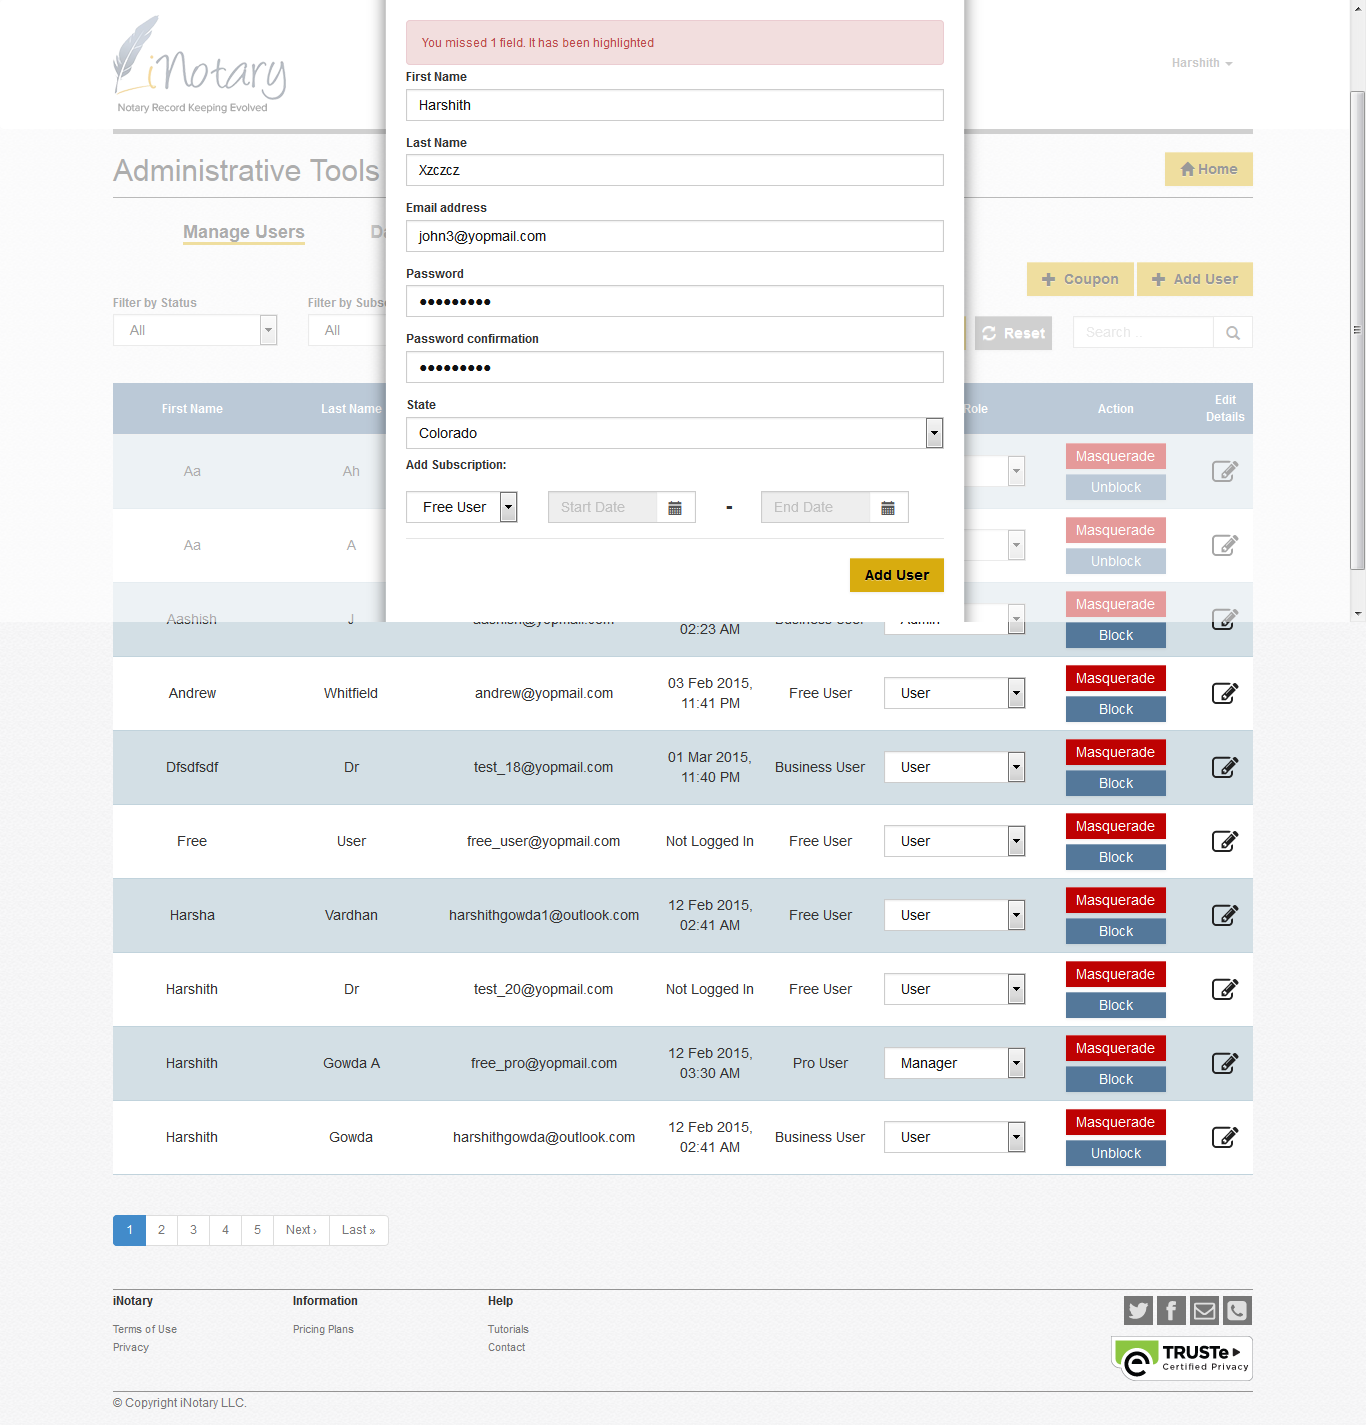 iNotary
Notary Record Keeping Evolved
Harshith
You missed 1 field. It has been highlighted
First Name
Harshith
Last Name
Xzczcz
Email address
john3@yopmail.com
Password
●●●●●●●●●
Password confirmation
●●●●●●●●●
State
Colorado
Add Subscription:
Free User Start Date - End Date
Add User
Administrative Tools
Home
Manage Users
Coupon Add User
Filter by Status
All
Filter by Subs
All
Reset Search ..
First Name Last Name Role Action Edit Details
Aa Ah Masquerade Unblock
Aa A Masquerade Unblock
Aashish J aashish@yopmail.com 02:23 AM Business User Admin Masquerade Block
Andrew Whitfield andrew@yopmail.com 03 Feb 2015, 11:41 PM Free User User Masquerade Block
Dfsdfsdf Dr test_18@yopmail.com 01 Mar 2015, 11:40 PM Business User User Masquerade Block
Free User free_user@yopmail.com Not Logged In Free User User Masquerade Block
Harsha Vardhan harshithgowda1@outlook.com 12 Feb 2015, 02:41 AM Free User User Masquerade Block
Harshith Dr test_20@yopmail.com Not Logged In Free User User Masquerade Block
Harshith Gowda A free_pro@yopmail.com 12 Feb 2015, 03:30 AM Pro User Manager Masquerade Block
Harshith Gowda harshithgowda@outlook.com 12 Feb 2015, 02:41 AM Business User User Masquerade Unblock
1 2 3 4 5 Next › Last »
iNotary
Terms of Use
Privacy
Information
Pricing Plans
Help
Tutorials
Contact
TRUSTe
Certified Privacy
© Copyright iNotary LLC.